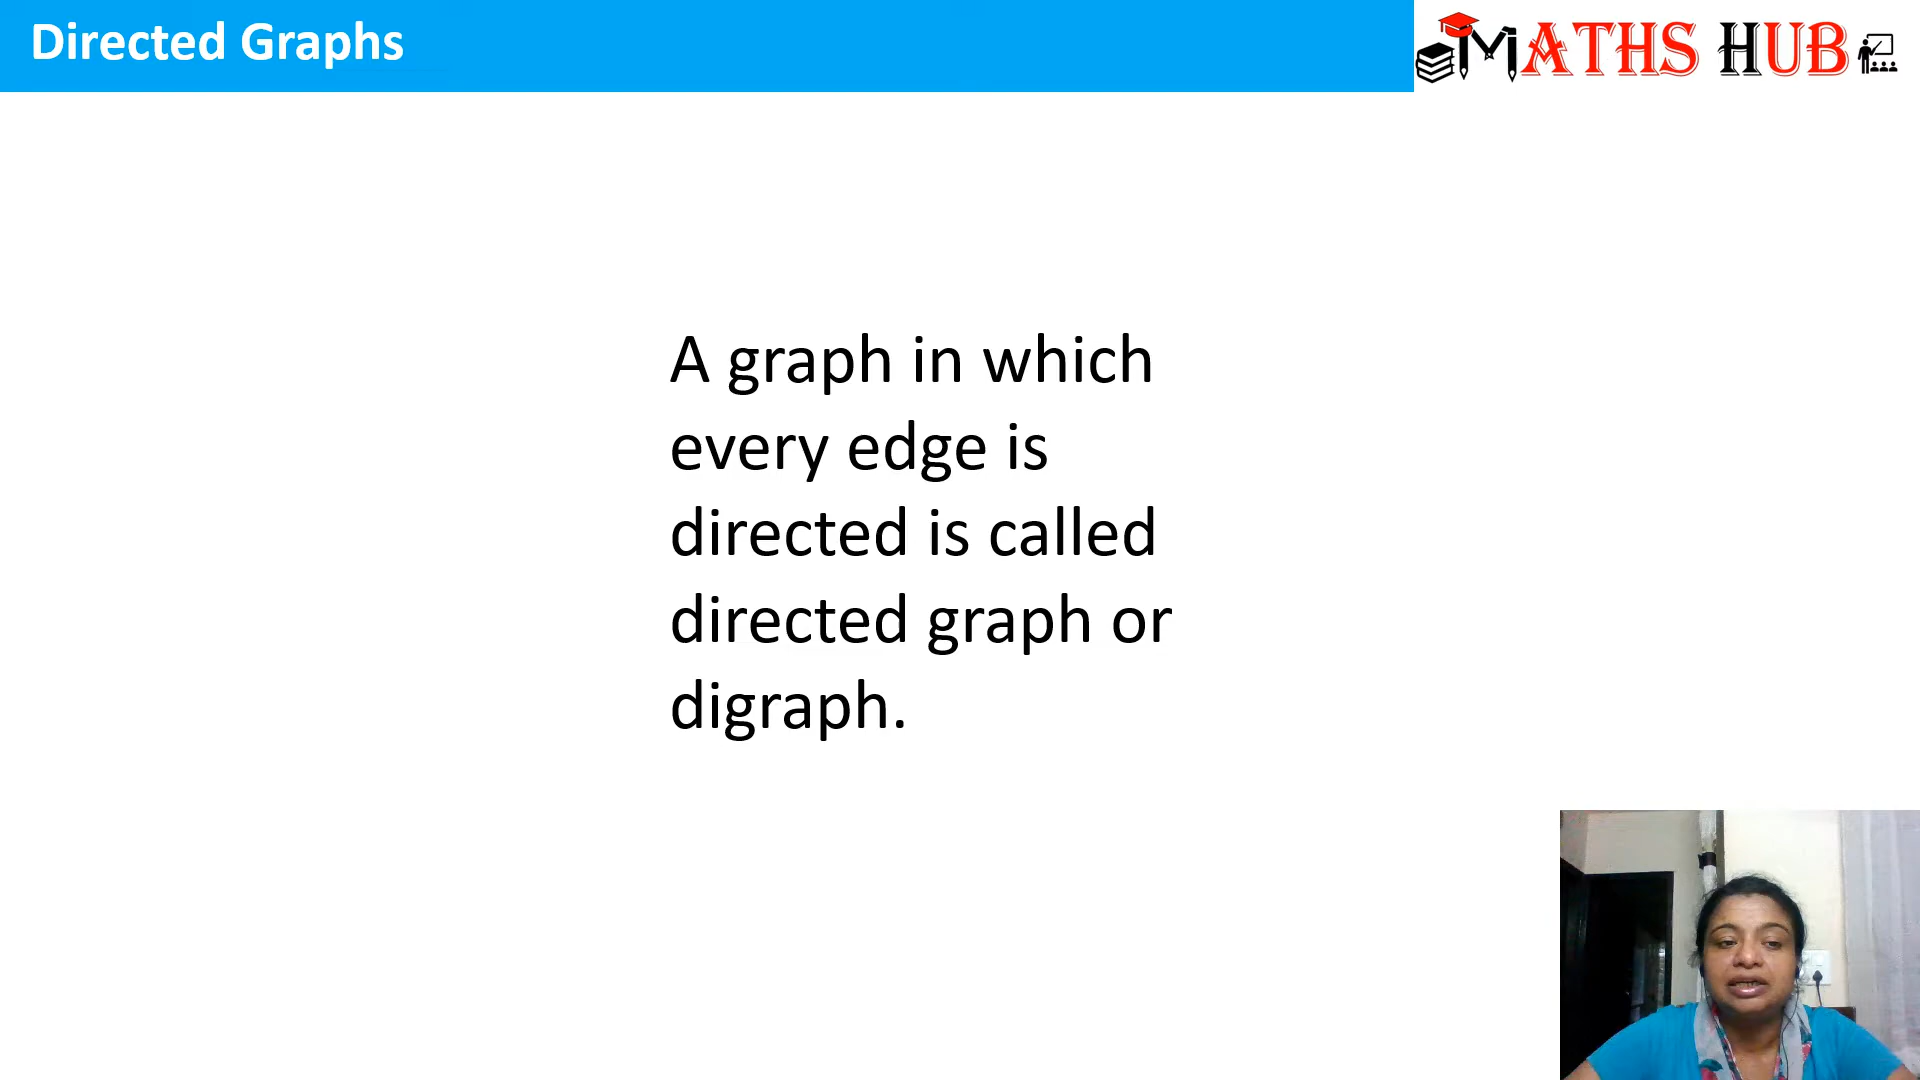 Directed Graphs
MATHS HUB
A graph in which
every edge is
directed is called
directed graph or
digraph.